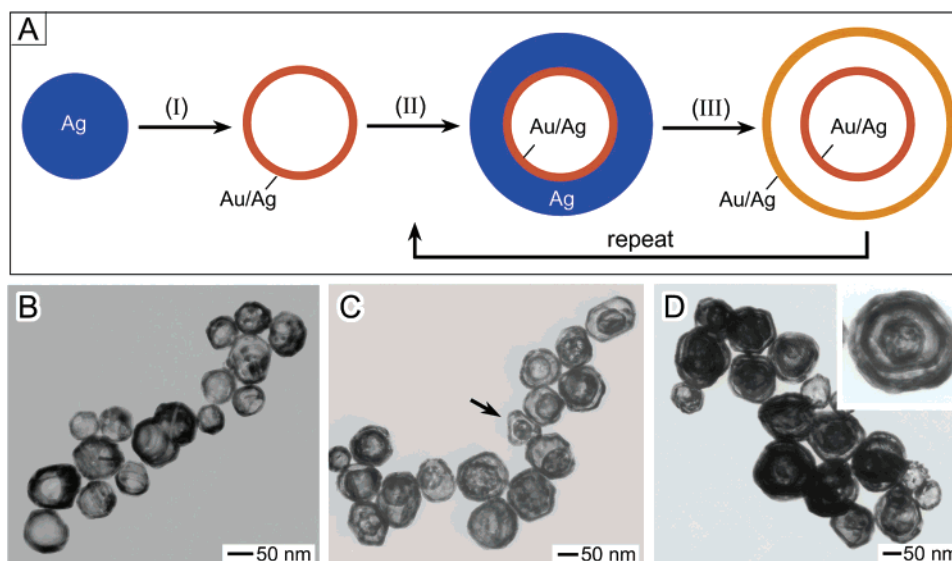 A
Ag
(I)
Au/Ag
(II)
Au/Ag
Ag
(III)
Au/Ag
Au/Ag
repeat
B
50 nm
C
50 nm
D
50 nm